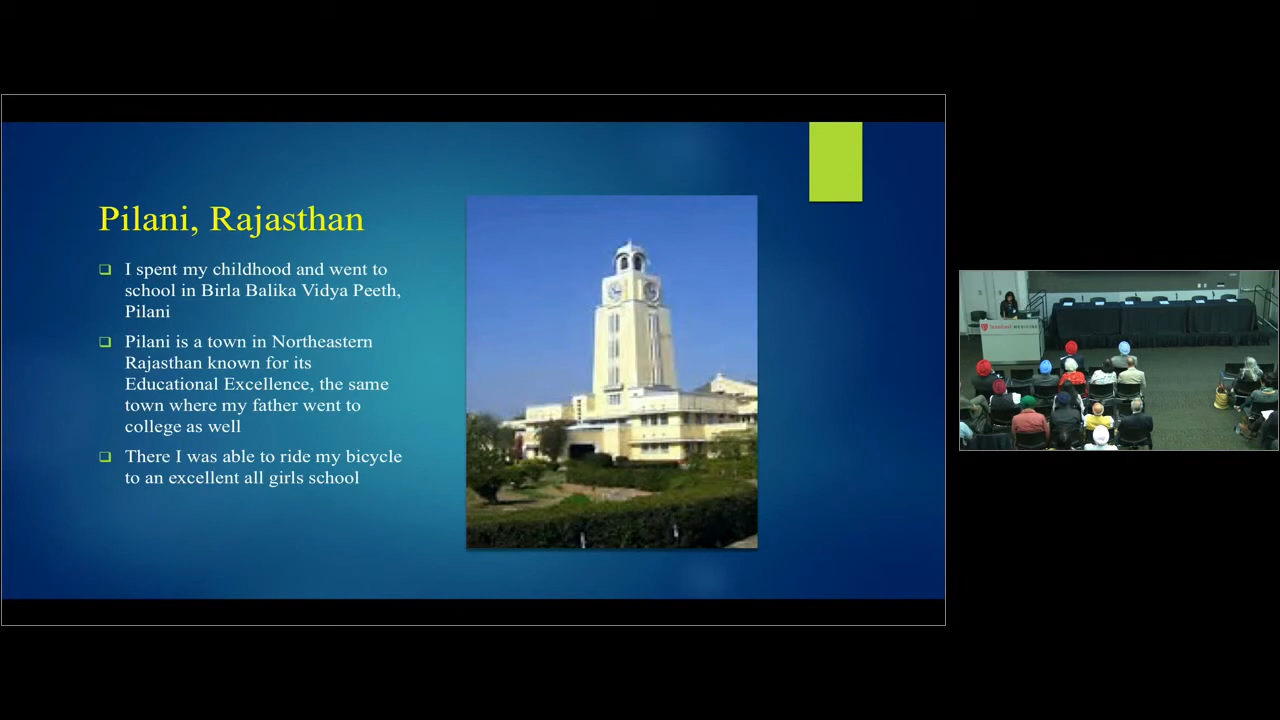 Pilani, Rajasthan
I spent my childhood and went to
school in Birla Balika Vidya Peeth,
Pilani
Pilani is a town in Northeastern
Rajasthan known for its
Educational Excellence, the same
town where my father went to
college as well
There I was able to ride my bicycle
to an excellent all girls school
Stanford MEDICINE